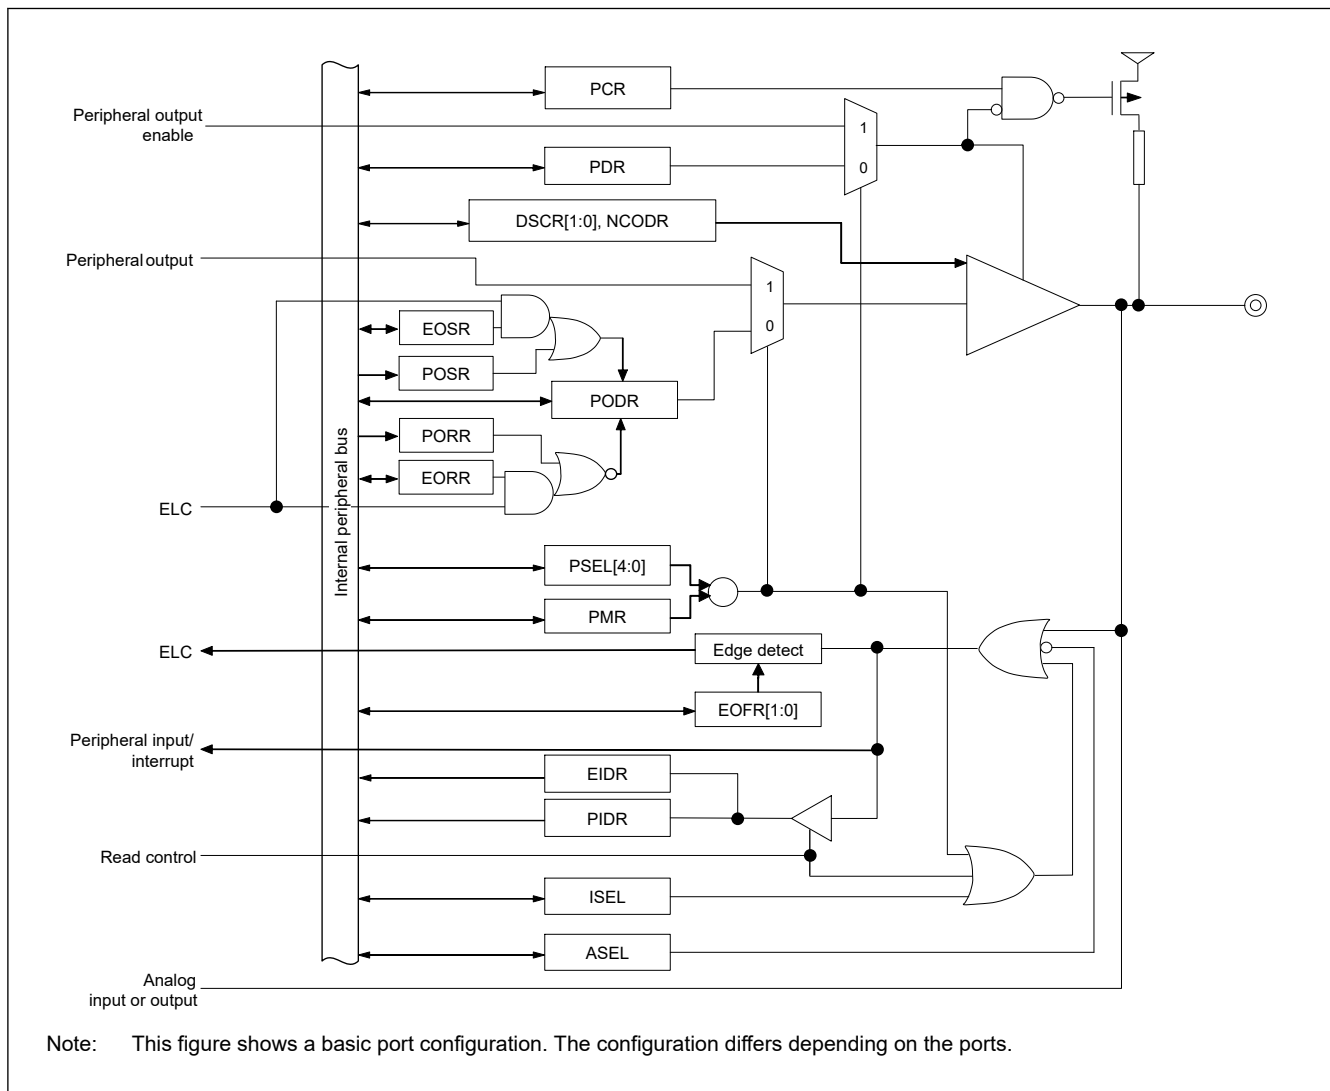 PCR
Peripheral output
enable
1
PDR
0
DSCR[1:0], NCODR
Peripheral output
1
EOSR
0
POSR
PODR
PORR
EORR
ELC
Internal peripheral bus
PSEL[4:0]
PMR
ELC
Edge detect
EOFR[1:0]
Peripheral input/
interrupt
EIDR
PIDR
Read control
ISEL
ASEL
Analog
input or output
Note: This figure shows a basic port configuration. The configuration differs depending on the ports.